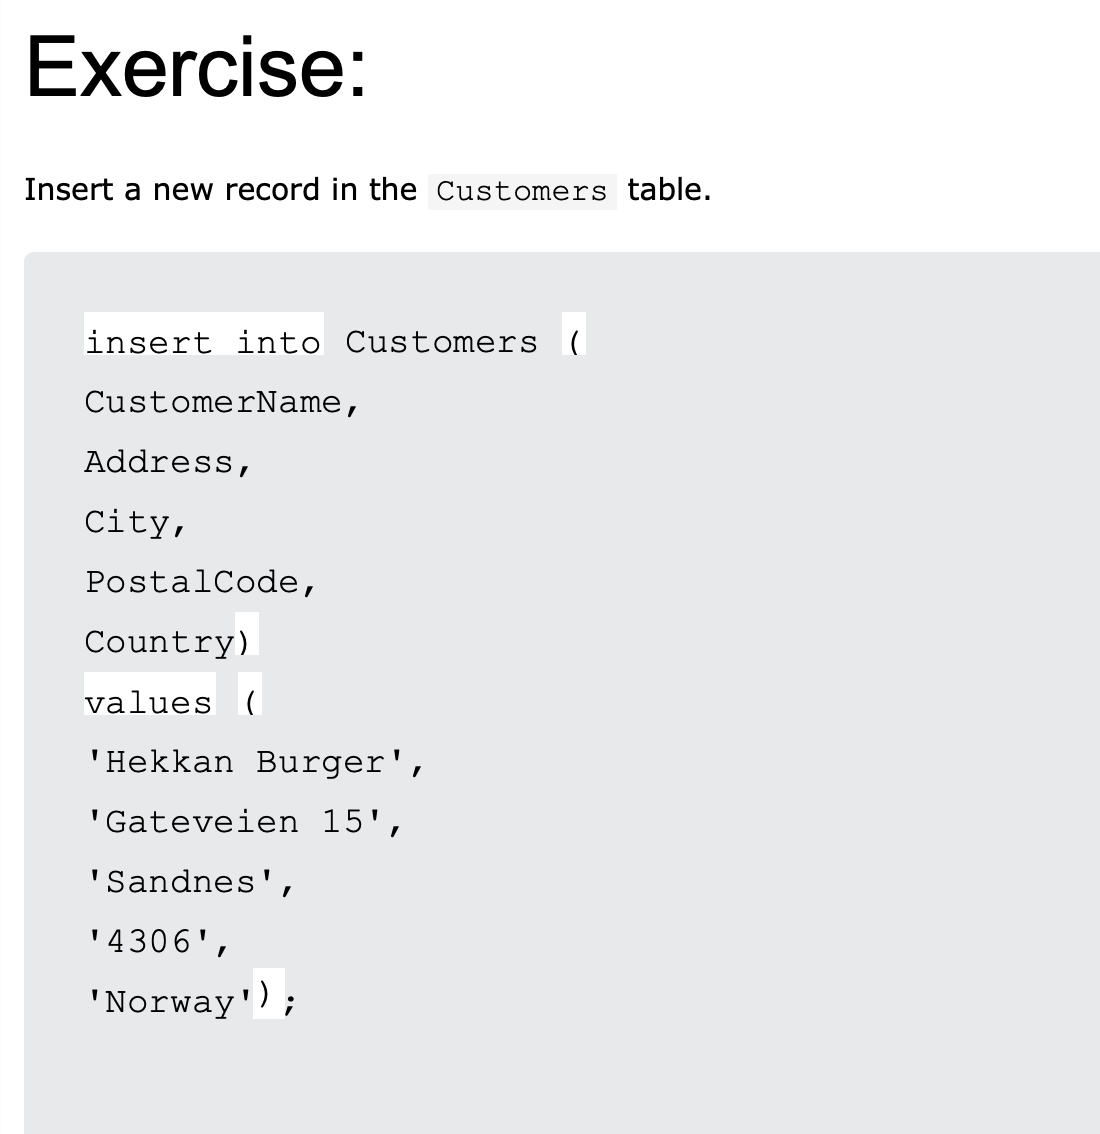 Exercise:
Insert a new record in the Customers table.
insert into Customers (
CustomerName,
Address,
City,
PostalCode,
Country)
values (
'Hekkan Burger',
'Gateveien 15',
'Sandnes',
'4306',
'Norway');